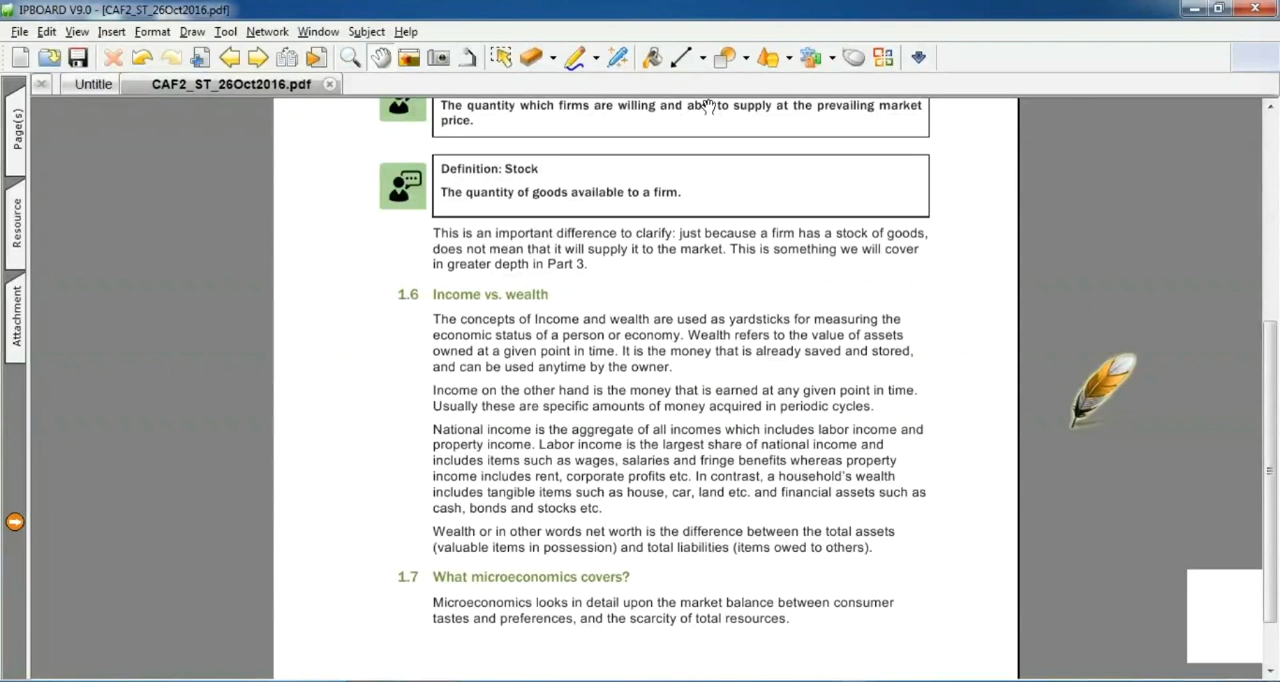 IPBOARD V9.0 - [CAF2_ST_26Oct2016.pdf]
File Edit View Insert Format Draw Tool Network Window Subject Help
Untitle CAF2_ST_26Oct2016.pdf
Page(s)
Resource
Attachment
The quantity which firms are willing and able to supply at the prevailing market
price.
Definition: Stock
The quantity of goods available to a firm.
This is an important difference to clarify: just because a firm has a stock of goods,
does not mean that it will supply it to the market. This is something we will cover
in greater depth in Part 3.
1.6 Income vs. wealth
The concepts of Income and wealth are used as yardsticks for measuring the
economic status of a person or economy. Wealth refers to the value of assets
owned at a given point in time. It is the money that is already saved and stored,
and can be used anytime by the owner.
Income on the other hand is the money that is earned at any given point in time.
Usually these are specific amounts of money acquired in periodic cycles.
National income is the aggregate of all incomes which includes labor income and
property income. Labor income is the largest share of national income and
includes items such as wages, salaries and fringe benefits whereas property
income includes rent, corporate profits etc. In contrast, a household's wealth
includes tangible items such as house, car, land etc. and financial assets such as
cash, bonds and stocks etc.
Wealth or in other words net worth is the difference between the total assets
(valuable items in possession) and total liabilities (items owed to others).
1.7 What microeconomics covers?
Microeconomics looks in detail upon the market balance between consumer
tastes and preferences, and the scarcity of total resources.